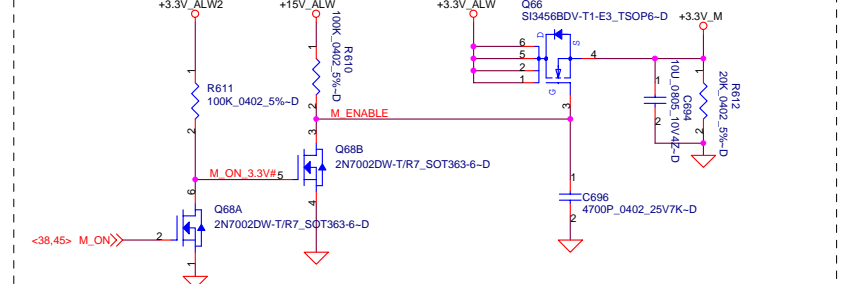 +3.3V_ALW2
+15V_ALW
+3.3V_ALW
Q66
SI3456BDV-T1-E3_TSOP6~D
+3.3V_M
1
R611
100K_0402_5%~D
2
1
R610
100K_0402_5%~D
2
M_ENABLE
6
5
2
1
D
S
G
4
3
1
2
C694
10U_0805_10V4Z~D
1
2
R612
20K_0402_5%~D
3
Q68B
2N7002DW-T/R7_SOT363-6~D
M_ON_3.3V#
5
4
6
Q68A
2N7002DW-T/R7_SOT363-6~D
<38,45> M_ON
2
1
1
C696
4700P_0402_25V7K~D
2